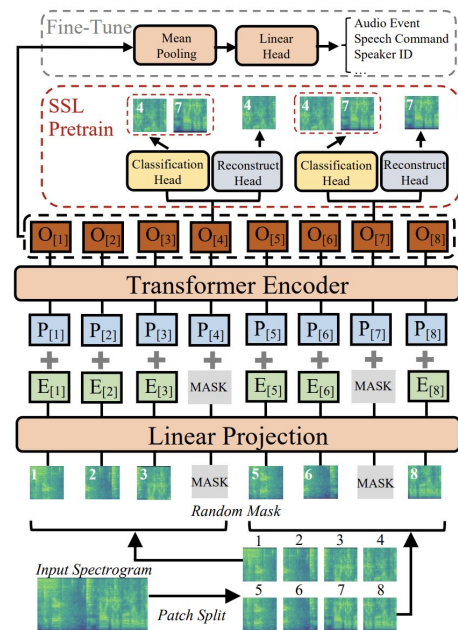 Fine-Tune
Mean Pooling
Linear Head
Audio Event
Speech Command
Speaker ID
...
SSL Pretrain
4 7 4 4 7 7
Classification Head
Reconstruct Head
Classification Head
Reconstruct Head
O[1] O[2] O[3] O[4] O[5] O[6] O[7] O[8]
Transformer Encoder
P[1] P[2] P[3] P[4] P[5] P[6] P[7] P[8]
+ + + + + + + +
E[1] E[2] E[3] MASK E[5] E[6] MASK E[8]
Linear Projection
1 2 3 MASK 5 6 MASK 8
Random Mask
1 2 3 4
Input Spectrogram
5 6 7 8
Patch Split